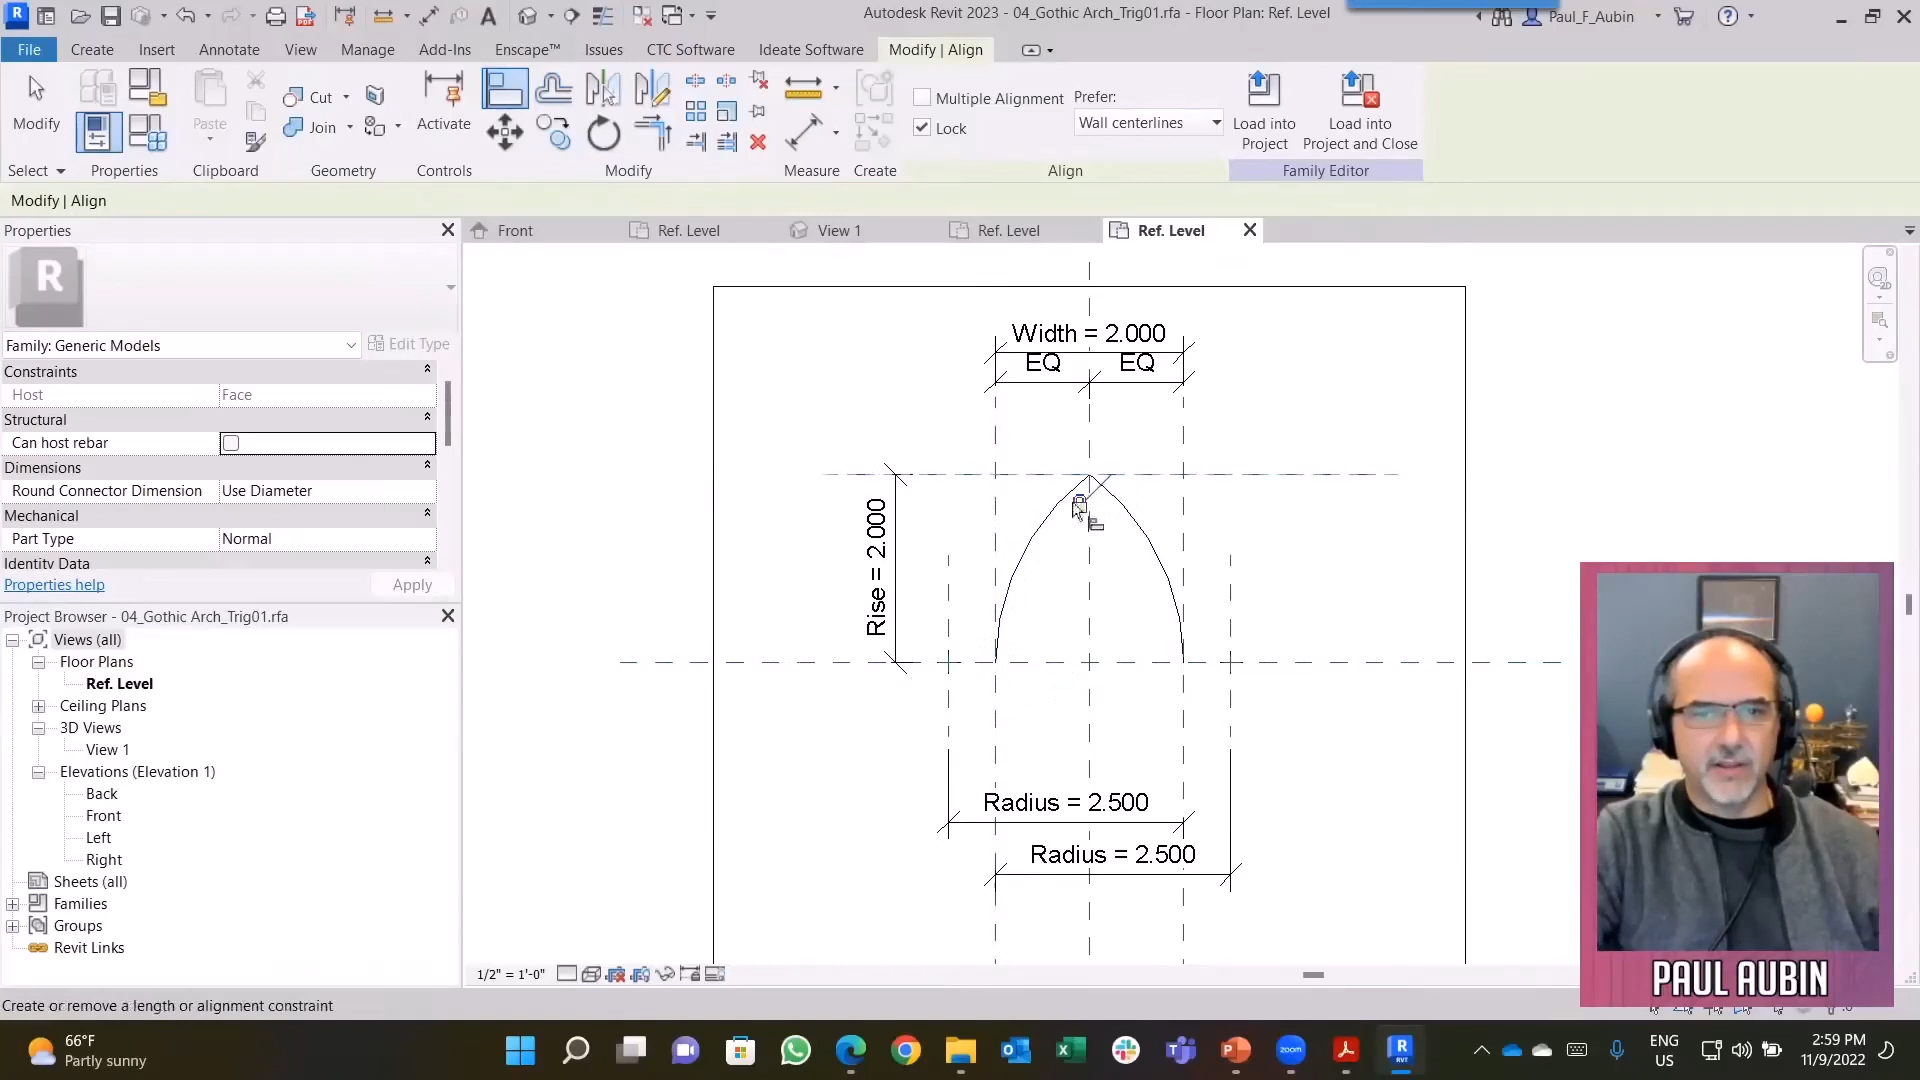 Autodesk Revit 2023 - 04_Gothic Arch_Trig01.rfa - Floor Plan: Ref. Level
Paul_F_Aubin
File Create Insert Annotate View Manage Add-Ins Enscape™ Issues CTC Software Ideate Software Modify | Align
Modify
Paste
Cut
Join
Activate
Multiple Alignment
Lock
Prefer:
Wall centerlines
Load into
Project
Load into
Project and Close
Select Properties Clipboard Geometry Controls Modify Measure Create Align Family Editor
Modify | Align
Properties
Front
Ref. Level
View 1
Ref. Level
Ref. Level
R
Family: Generic Models
Edit Type
Constraints
Host Face
Structural
Can host rebar
Dimensions
Round Connector Dimension Use Diameter
Mechanical
Part Type Normal
Identity Data
Properties help
Apply
Project Browser - 04_Gothic Arch_Trig01.rfa
Views (all)
Floor Plans
Ref. Level
Ceiling Plans
3D Views
View 1
Elevations (Elevation 1)
Back
Front
Left
Right
Sheets (all)
Families
Groups
Revit Links
Width = 2.000
EQ EQ
Rise = 2.000
Radius = 2.500
Radius = 2.500
1/2" = 1'-0"
PAUL AUBIN
Create or remove a length or alignment constraint
66°F
Partly sunny
zoom
ENG
US
2:59 PM
11/9/2022